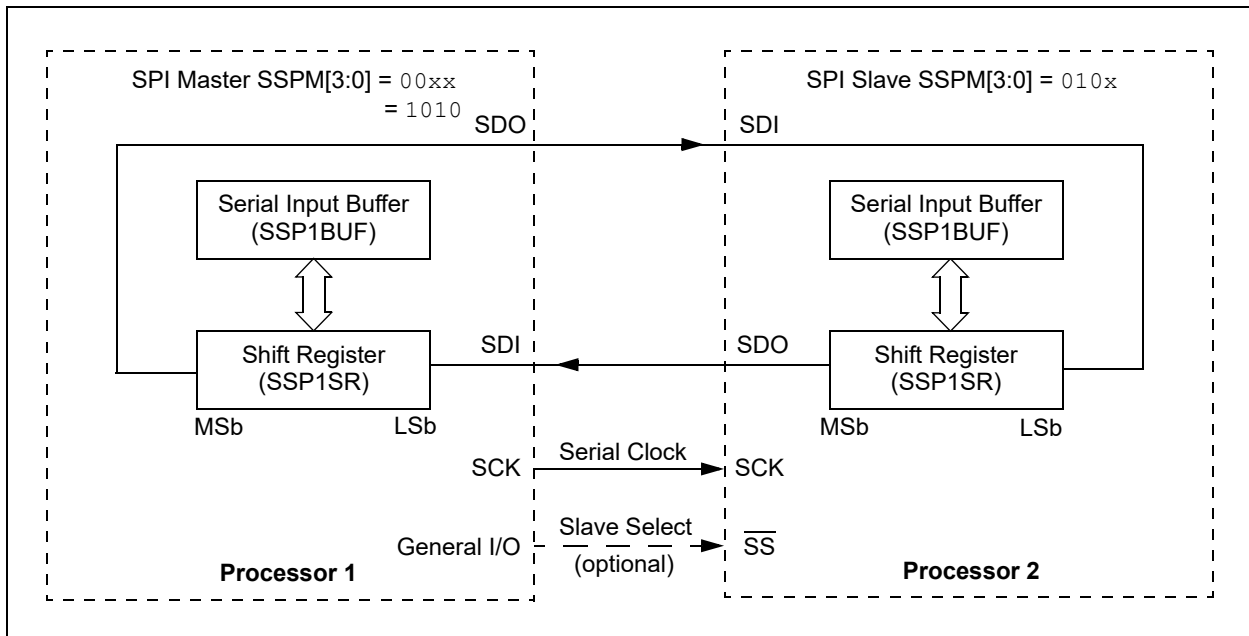 SPI Master SSPM[3:0] = 00xx
= 1010
SPI Slave SSPM[3:0] = 010x
SDO
SDI
Serial Input Buffer
(SSP1BUF)
Serial Input Buffer
(SSP1BUF)
Shift Register
(SSP1SR)
SDI
SDO
Shift Register
(SSP1SR)
MSb
LSb
MSb
LSb
SCK
Serial Clock
SCK
General I/O
Slave Select
(optional)
S̅S̅
Processor 1
Processor 2